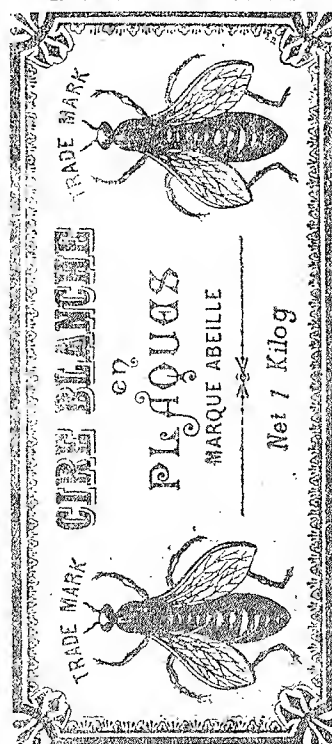 TRADE MARK
TRADE MARK
CIRE BLANCHE
en
PLAQUES
MARQUE ABEILLE
Net 1 Kilog